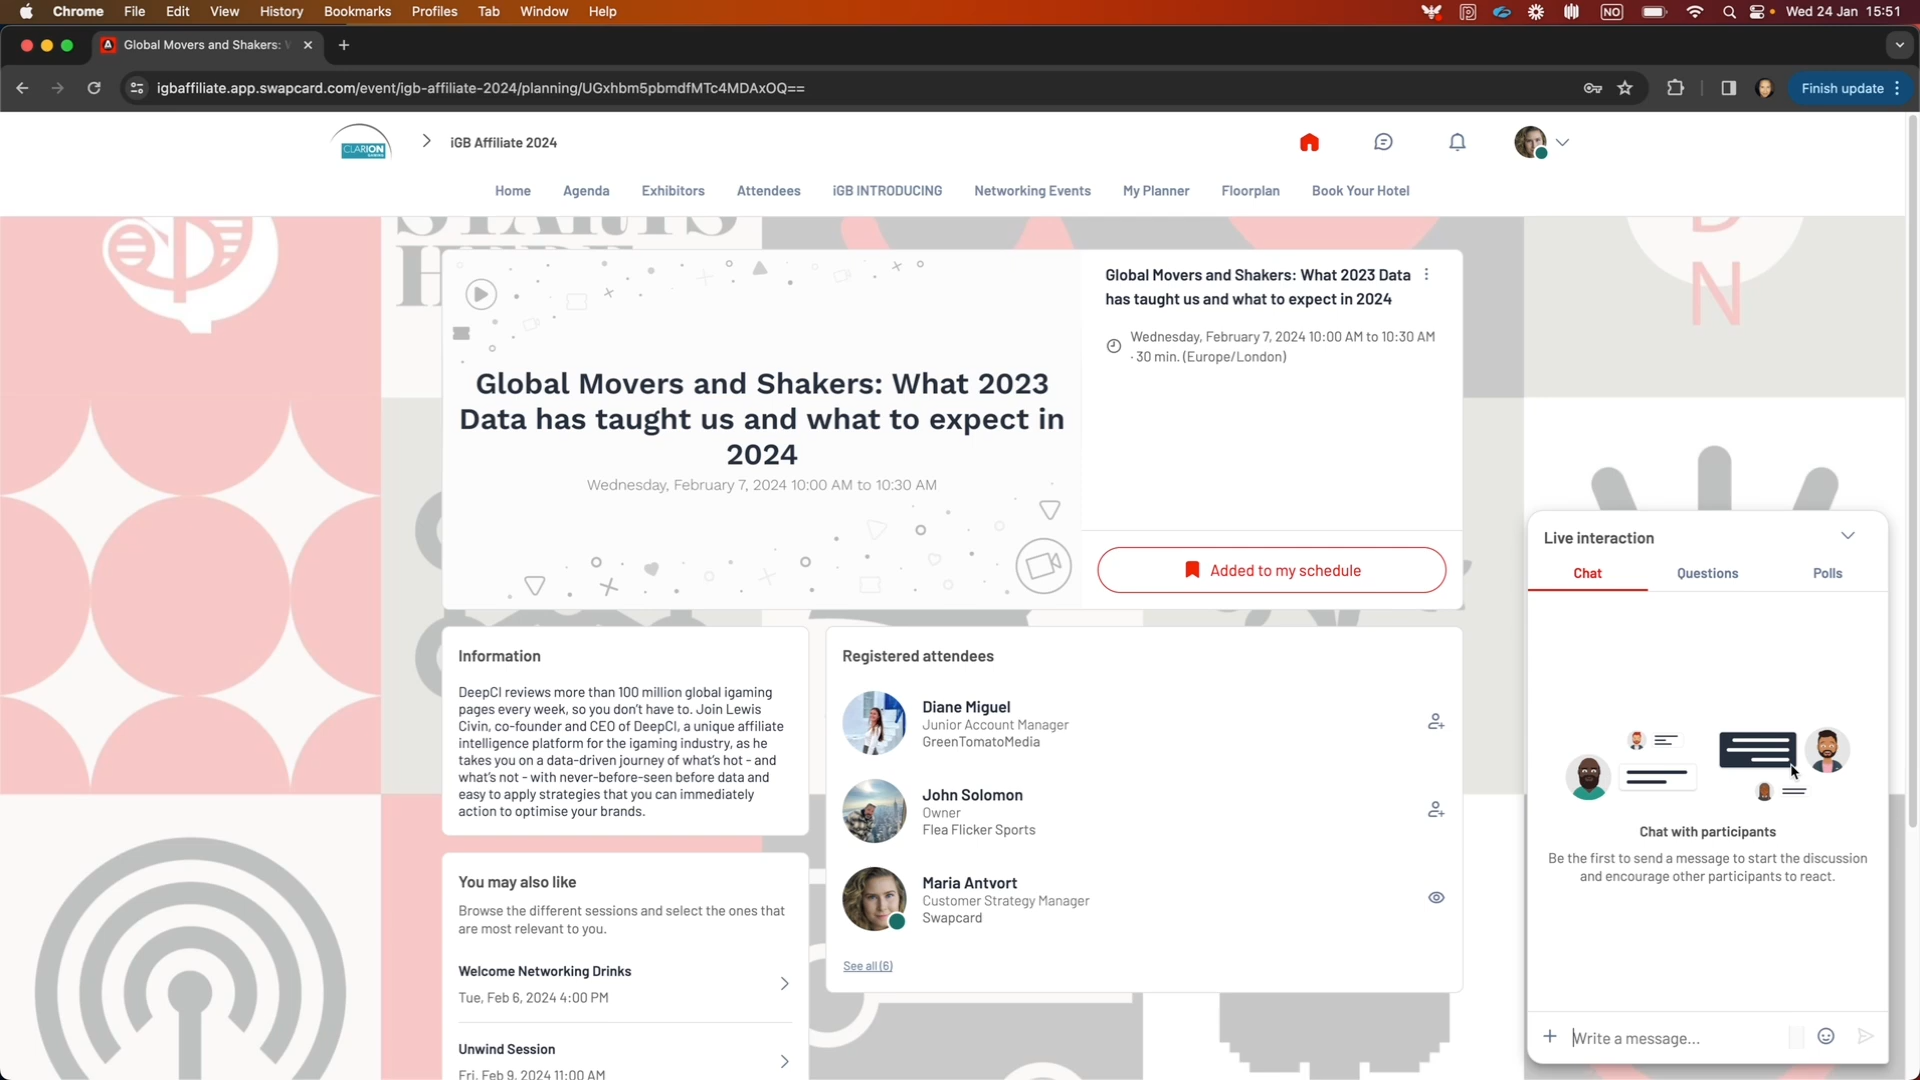 Chrome File Edit View History Bookmarks Profiles Tab Window Help
NO Wed 24 Jan 15:51
Global Movers and Shakers:
igbaffiliate.app.swapcard.com/event/igb-affiliate-2024/planning/UGxhbm5pbmdfMTc4MDAxOQ==
Finish update
CLARION
iGB Affiliate 2024
Home Agenda Exhibitors Attendees iGB INTRODUCING Networking Events My Planner Floorplan Book Your Hotel
STARTS
D
N
Global Movers and Shakers: What 2023
Data has taught us and what to expect in
2024
Wednesday, February 7, 2024 10:00 AM to 10:30 AM
Global Movers and Shakers: What 2023 Data
has taught us and what to expect in 2024
Wednesday, February 7, 2024 10:00 AM to 10:30 AM
· 30 min. (Europe/London)
Added to my schedule
Information
DeepCI reviews more than 100 million global igaming
pages every week, so you don't have to. Join Lewis
Civin, co-founder and CEO of DeepCI, a unique affiliate
intelligence platform for the igaming industry, as he
takes you on a data-driven journey of what's hot - and
what's not - with never-before-seen before data and
easy to apply strategies that you can immediately
action to optimise your brands.
You may also like
Browse the different sessions and select the ones that
are most relevant to you.
Welcome Networking Drinks
Tue, Feb 6, 2024 4:00 PM
Unwind Session
Fri, Feb 9, 2024 11:00 AM
Registered attendees
Diane Miguel
Junior Account Manager
GreenTomatoMedia
John Solomon
Owner
Flea Flicker Sports
Maria Antvort
Customer Strategy Manager
Swapcard
See all (6)
Live interaction
Chat Questions Polls
Chat with participants
Be the first to send a message to start the discussion
and encourage other participants to react.
Write a message...